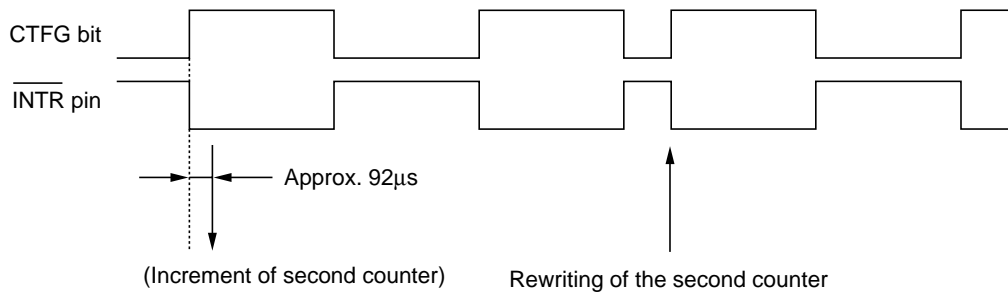 CTFG bit
INTR pin
Approx. 92μs
(Increment of second counter)
Rewriting of the second counter